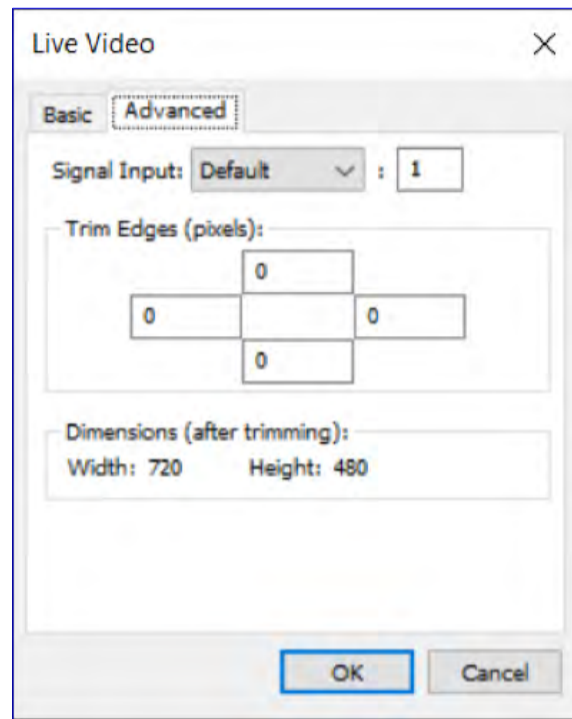 Live Video
Basic Advanced
Signal Input: Default : 1
Trim Edges (pixels):
0
0 0
0
Dimensions (after trimming):
Width: 720 Height: 480
OK Cancel